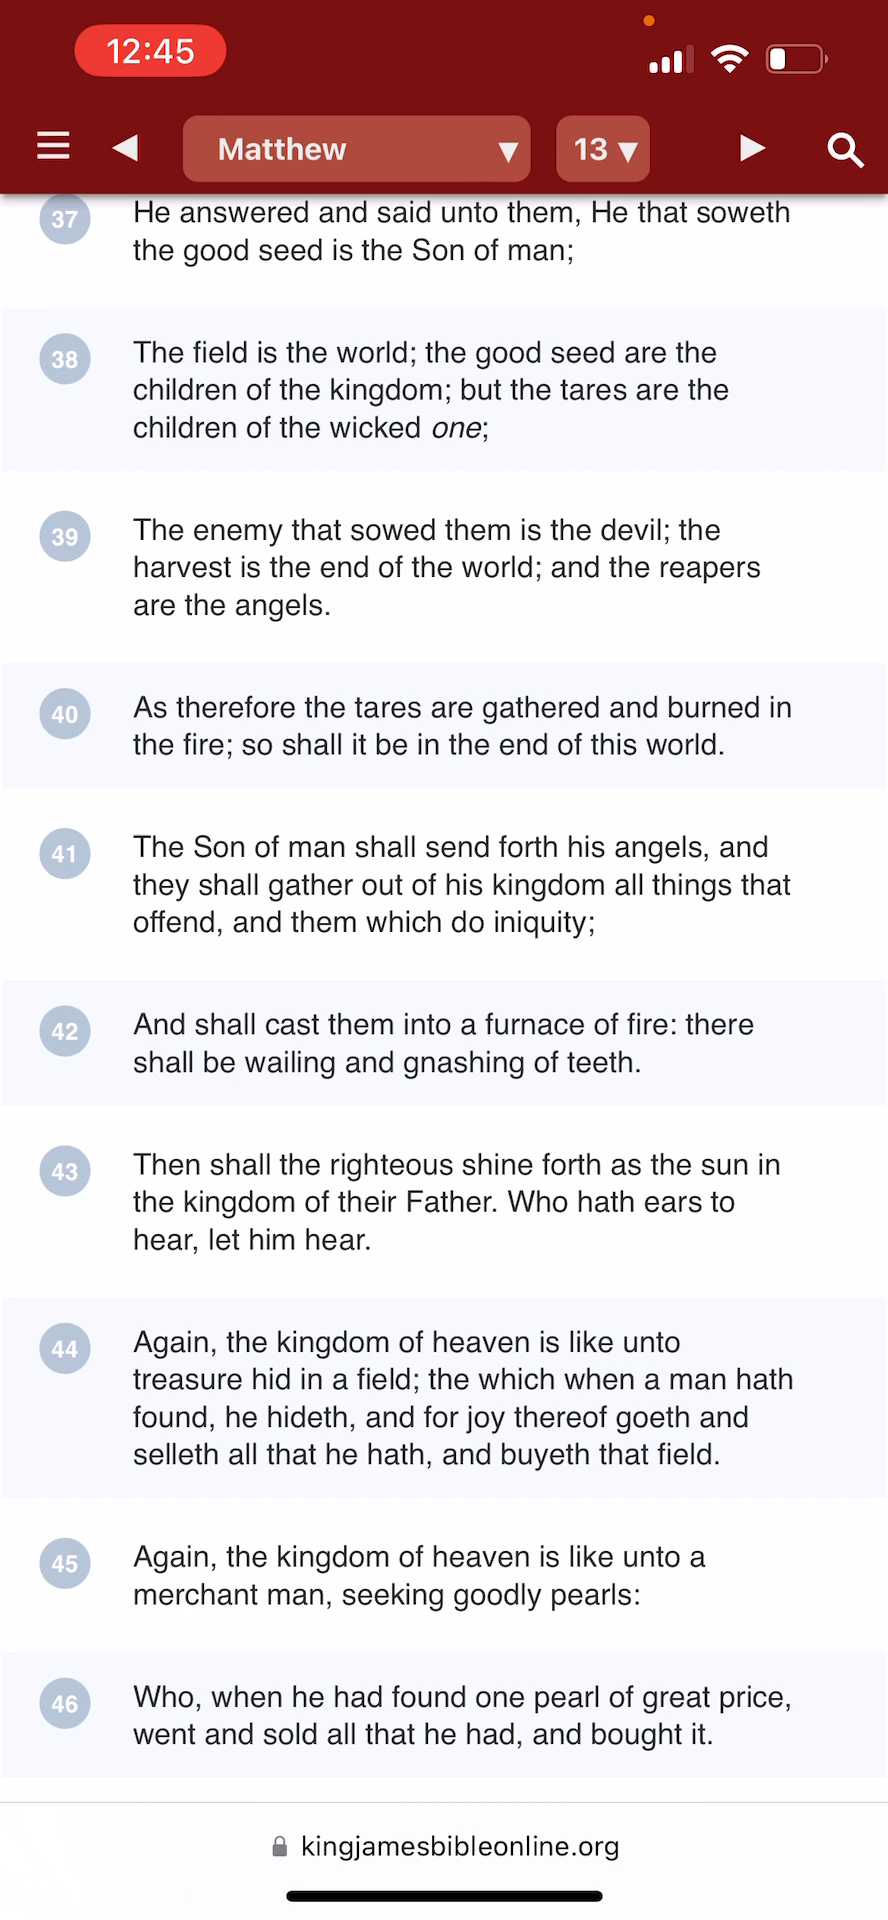 12:45
Matthew ▼ 13 ▼
37 He answered and said unto them, He that soweth
the good seed is the Son of man;
38 The field is the world; the good seed are the
children of the kingdom; but the tares are the
children of the wicked one;
39 The enemy that sowed them is the devil; the
harvest is the end of the world; and the reapers
are the angels.
40 As therefore the tares are gathered and burned in
the fire; so shall it be in the end of this world.
41 The Son of man shall send forth his angels, and
they shall gather out of his kingdom all things that
offend, and them which do iniquity;
42 And shall cast them into a furnace of fire: there
shall be wailing and gnashing of teeth.
43 Then shall the righteous shine forth as the sun in
the kingdom of their Father. Who hath ears to
hear, let him hear.
44 Again, the kingdom of heaven is like unto
treasure hid in a field; the which when a man hath
found, he hideth, and for joy thereof goeth and
selleth all that he hath, and buyeth that field.
45 Again, the kingdom of heaven is like unto a
merchant man, seeking goodly pearls:
46 Who, when he had found one pearl of great price,
went and sold all that he had, and bought it.
kingjamesbibleonline.org